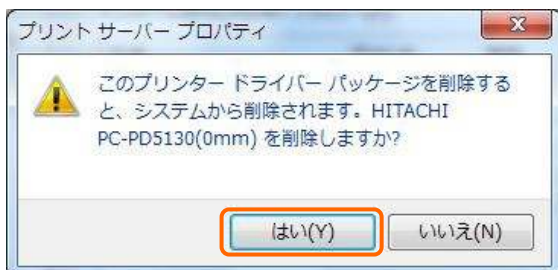 プリント サーバー プロパティ
このプリンター ドライバー パッケージを削除する
と、システムから削除されます。HITACHI
PC-PD5130(0mm) を削除しますか?
はい(Y)
いいえ(N)